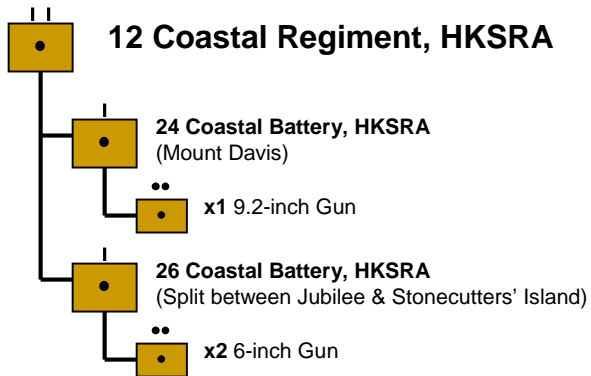 12 Coastal Regiment, HKSRA
24 Coastal Battery, HKSRA
(Mount Davis)
x1 9.2-inch Gun
26 Coastal Battery, HKSRA
(Split between Jubilee & Stonecutters' Island)
x2 6-inch Gun